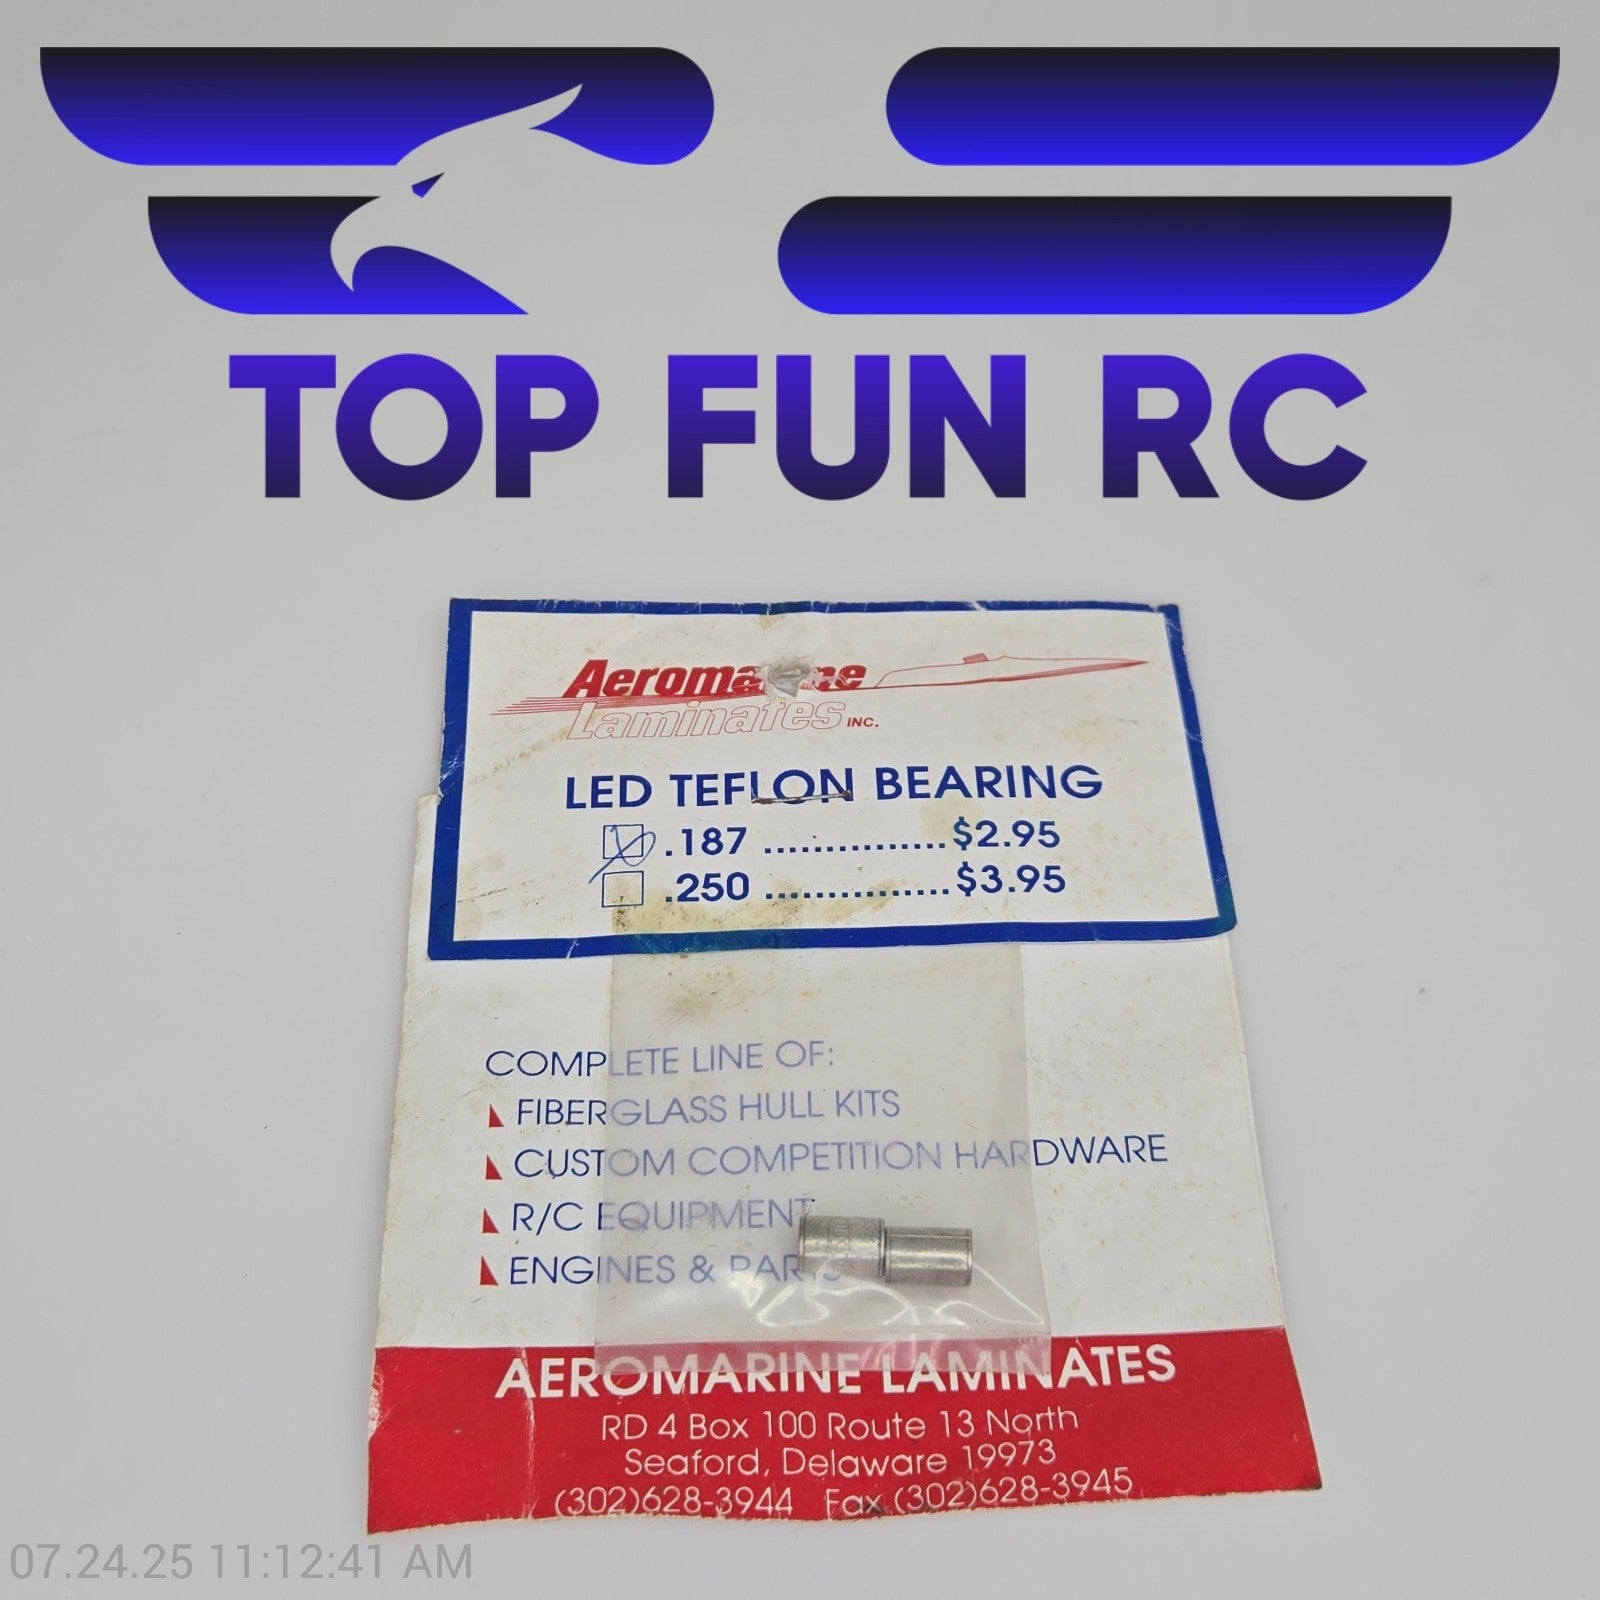 TOP FUN RC
Aeromarine
Laminates INC.
LED TEFLON BEARING
.187 ............... $2.95
.250 ............... $3.95
COMPLETE LINE OF:
FIBERGLASS HULL KITS
CUSTOM COMPETITION HARDWARE
R/C EQUIPMENT
ENGINES & PARTS
AEROMARINE LAMINATES
RD 4 Box 100 Route 13 North
Seaford, Delaware 19973
(302)628-3944 Fax (302)628-3945
07.24.25 11:12:41 AM